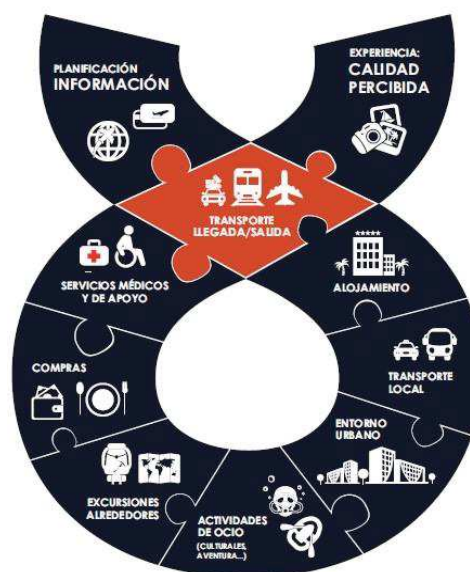 PLANIFICACIÓN
INFORMACIÓN
EXPERIENCIA:
CALIDAD
PERCIBIDA
TRANSPORTE
LLEGADA/SALIDA
SERVICIOS MÉDICOS
Y DE APOYO
ALOJAMIENTO
COMPRAS
TRANSPORTE
LOCAL
ENTORNO
URBANO
EXCURSIONES
ALREDEDORES
ACTIVIDADES
DE OCIO
(CULTURALES,
AVENTURA...)